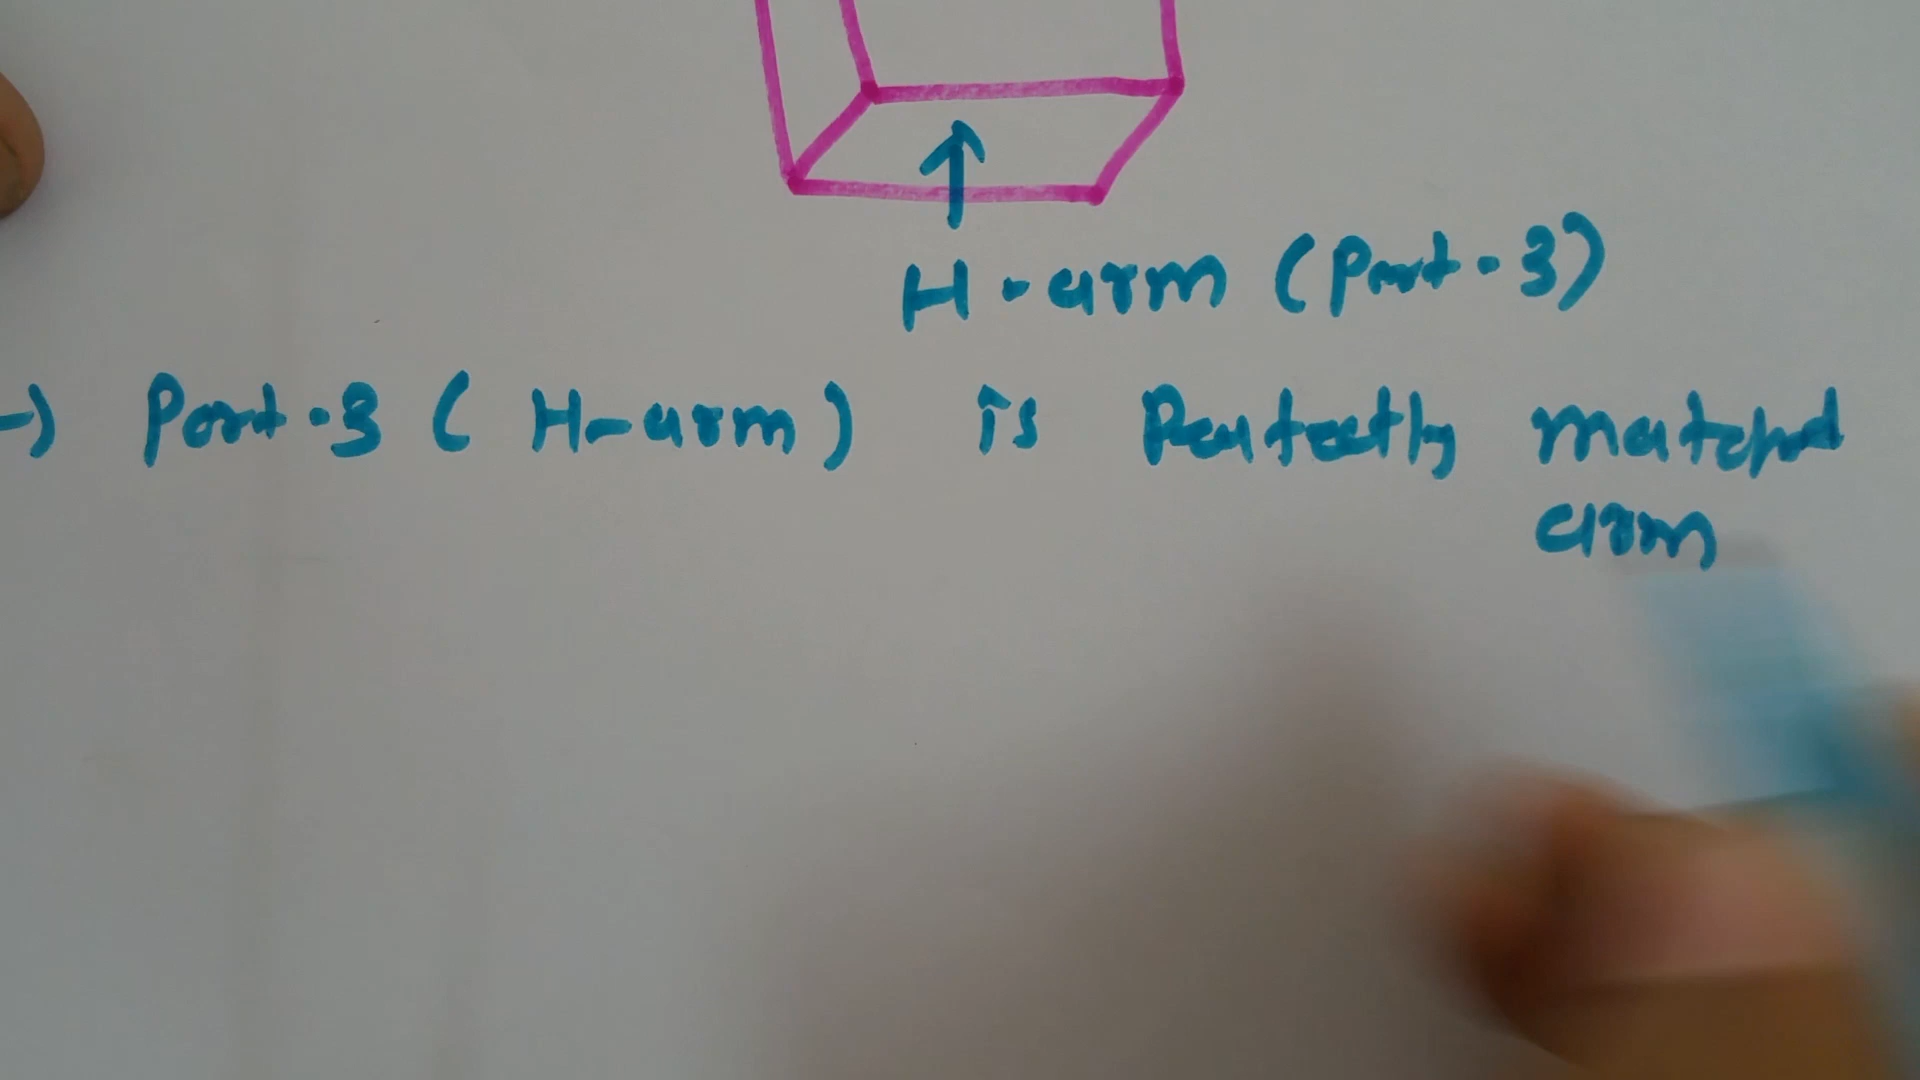 H-arm (Port-3)
→ Port-3 ( H-arm) is Perfectly matched
arm